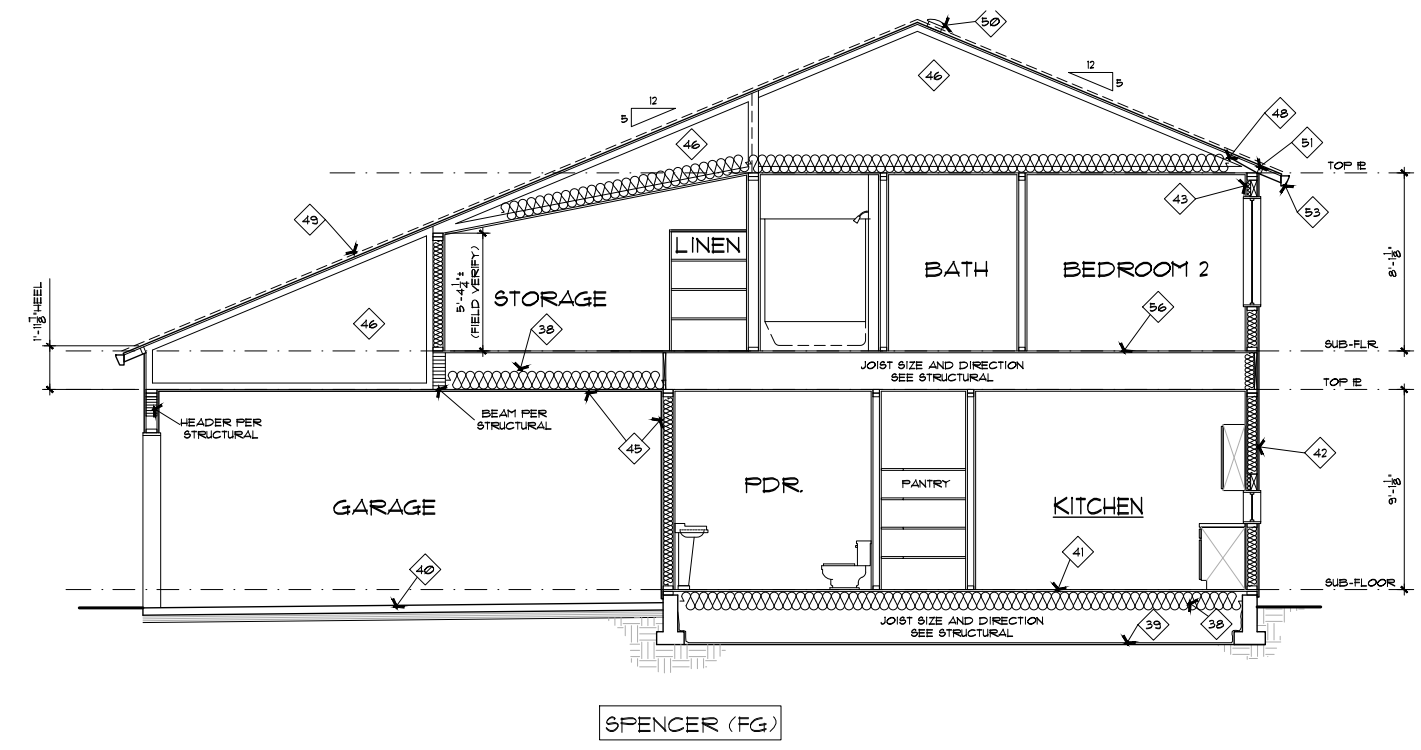 50
12
5
46
12
5
48
46
51
TOP PL
43
53
49
LINEN
BATH
BEDROOM 2
8'-1 1/8"
5'-4 1/4"±
(FIELD VERIFY)
STORAGE
56
1'-11 7/8" HEEL
46
38
SUB-FLR.
JOIST SIZE AND DIRECTION
SEE STRUCTURAL
TOP PL
HEADER PER
STRUCTURAL
BEAM PER
STRUCTURAL
45
42
PDR.
PANTRY
9'-1 1/8"
GARAGE
KITCHEN
41
40
SUB-FLOOR
JOIST SIZE AND DIRECTION
SEE STRUCTURAL
39
38
SPENCER (FG)